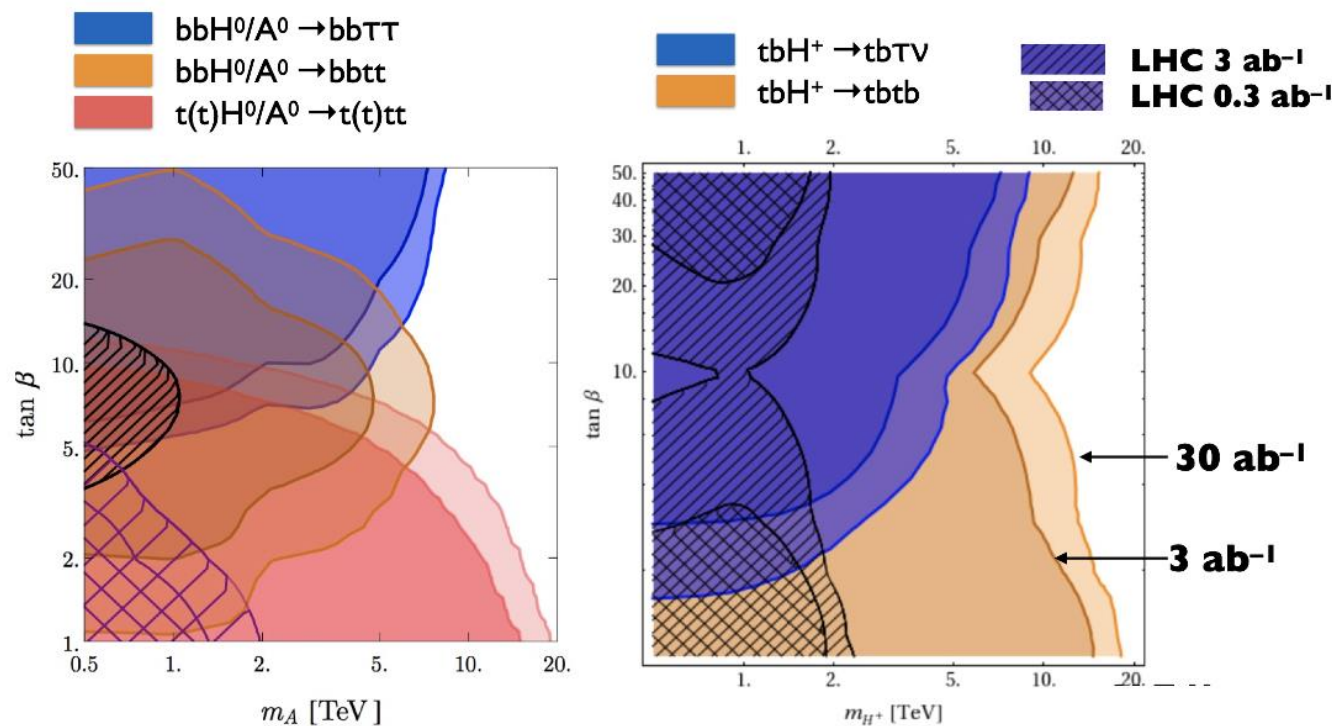 bbH⁰/A⁰ →bbττ
bbH⁰/A⁰ →bbtt
t(t)H⁰/A⁰ →t(t)tt
50.
20.
10.
5.
2.
1.
tan β
0.5 1. 2. 5. 10. 20.
m_A [TeV]
tbH⁺ →tbτν
tbH⁺ →tbtb
LHC 3 ab⁻¹
LHC 0.3 ab⁻¹
1. 2. 5. 10. 20.
50.
40.
30.
20.
10.
tan β
30 ab⁻¹
3 ab⁻¹
1. 2. 5. 10. 20.
m_H⁺ [TeV]